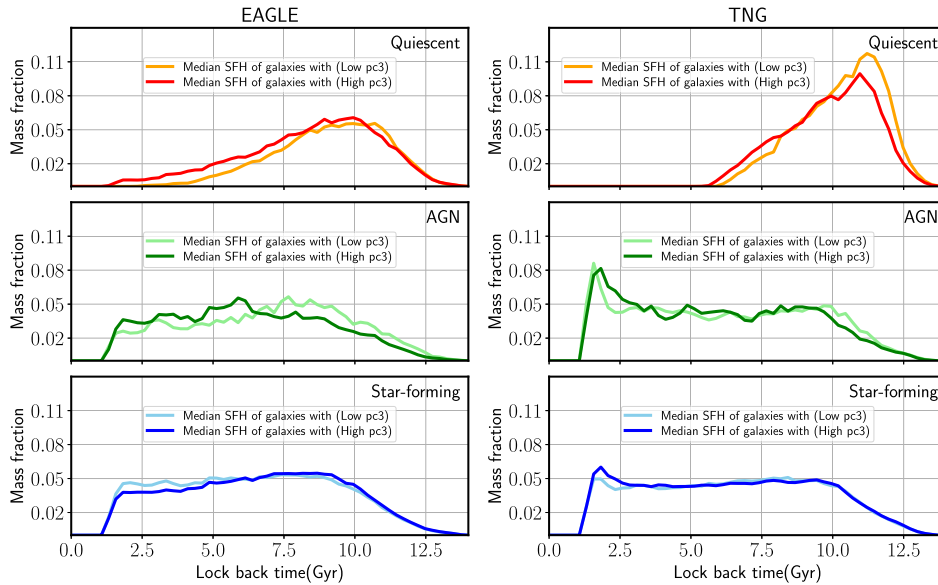 EAGLE
TNG
Quiescent
Median SFH of galaxies with (Low pc3)
Median SFH of galaxies with (High pc3)
Mass fraction
0.11
0.08
0.05
0.02
Quiescent
Median SFH of galaxies with (Low pc3)
Median SFH of galaxies with (High pc3)
Mass fraction
0.11
0.08
0.05
0.02
AGN
Median SFH of galaxies with (Low pc3)
Median SFH of galaxies with (High pc3)
Mass fraction
0.11
0.08
0.05
0.02
AGN
Median SFH of galaxies with (Low pc3)
Median SFH of galaxies with (High pc3)
Mass fraction
0.11
0.08
0.05
0.02
Star-forming
Median SFH of galaxies with (Low pc3)
Median SFH of galaxies with (High pc3)
Mass fraction
0.11
0.08
0.05
0.02
0.0 2.5 5.0 7.5 10.0 12.5
Lock back time(Gyr)
Star-forming
Median SFH of galaxies with (Low pc3)
Median SFH of galaxies with (High pc3)
Mass fraction
0.11
0.08
0.05
0.02
0.0 2.5 5.0 7.5 10.0 12.5
Lock back time(Gyr)